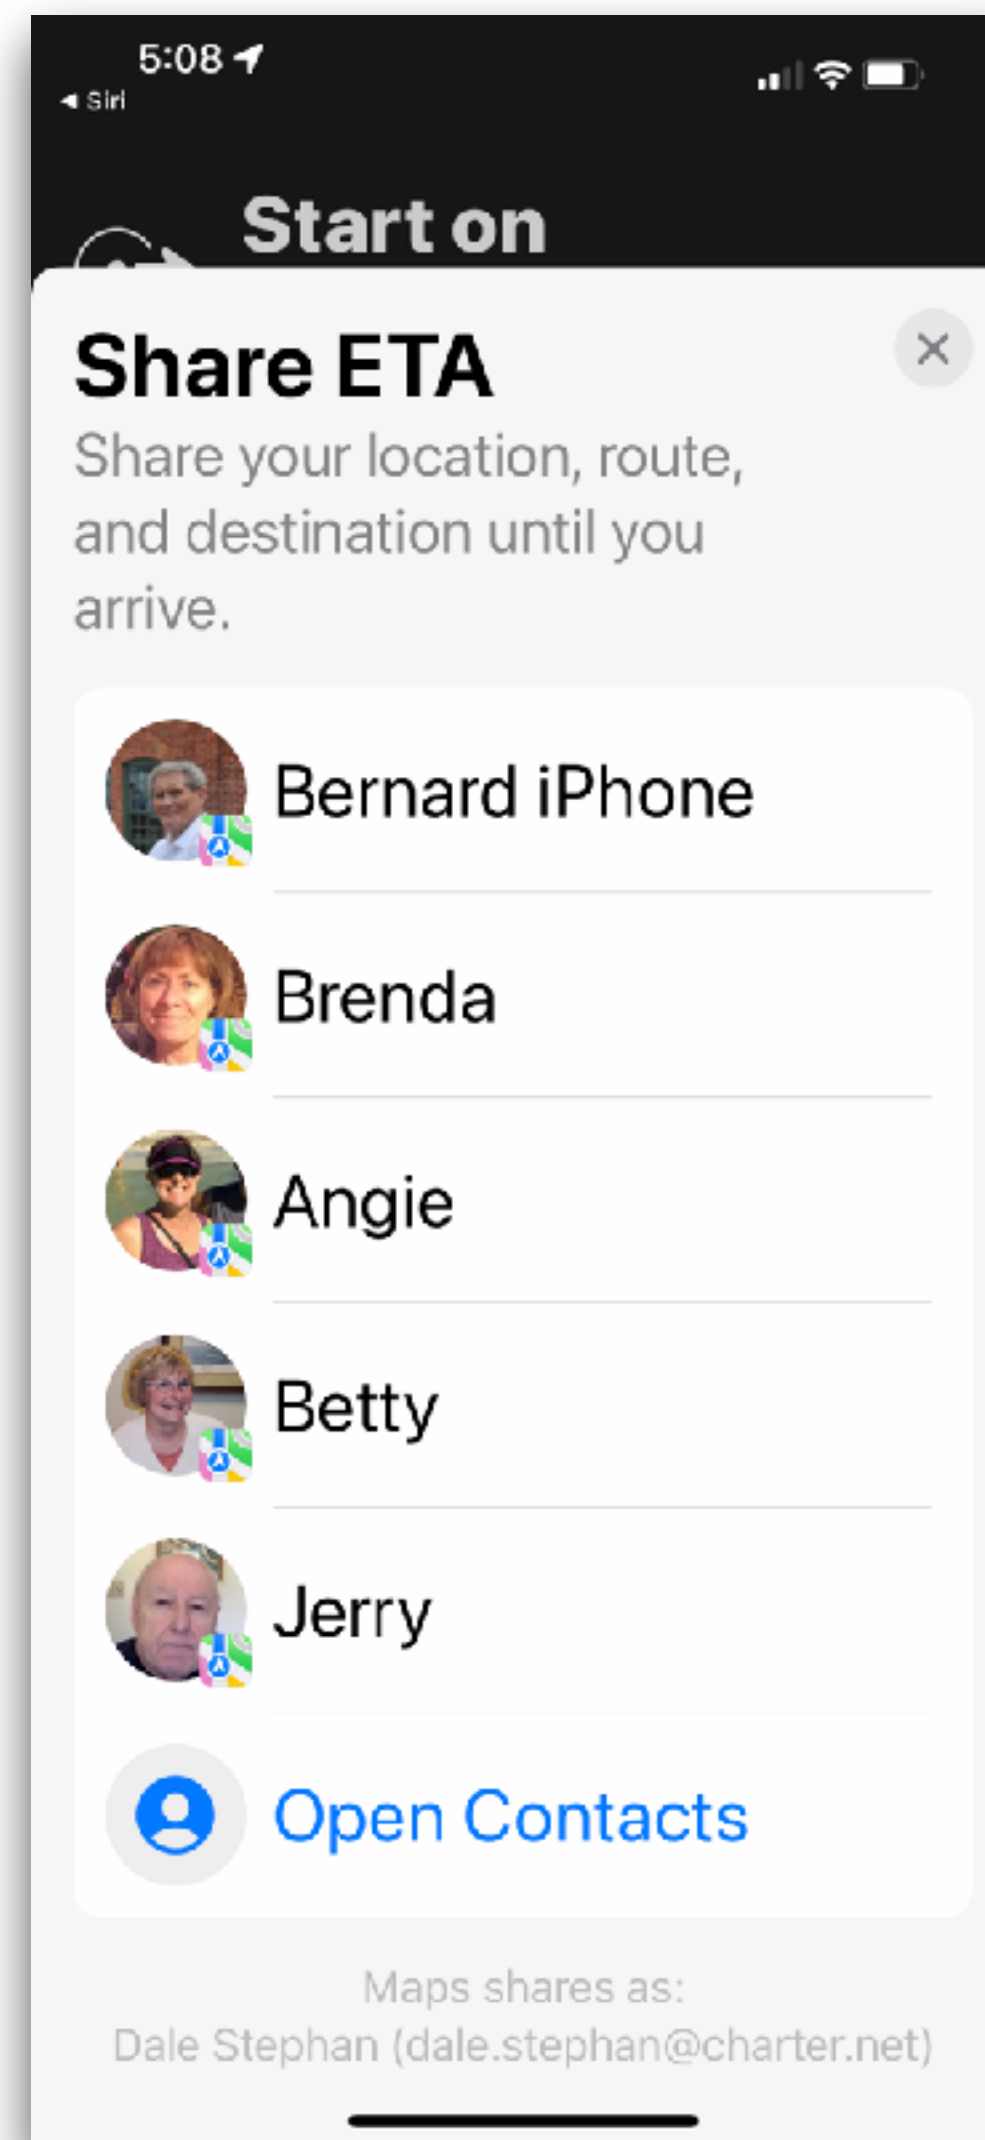 5:08
◀ Siri
Start on
Share ETA
Share your location, route,
and destination until you
arrive.
Bernard iPhone
Brenda
Angie
Betty
Jerry
Open Contacts
Maps shares as:
Dale Stephan (dale.stephan@charter.net)